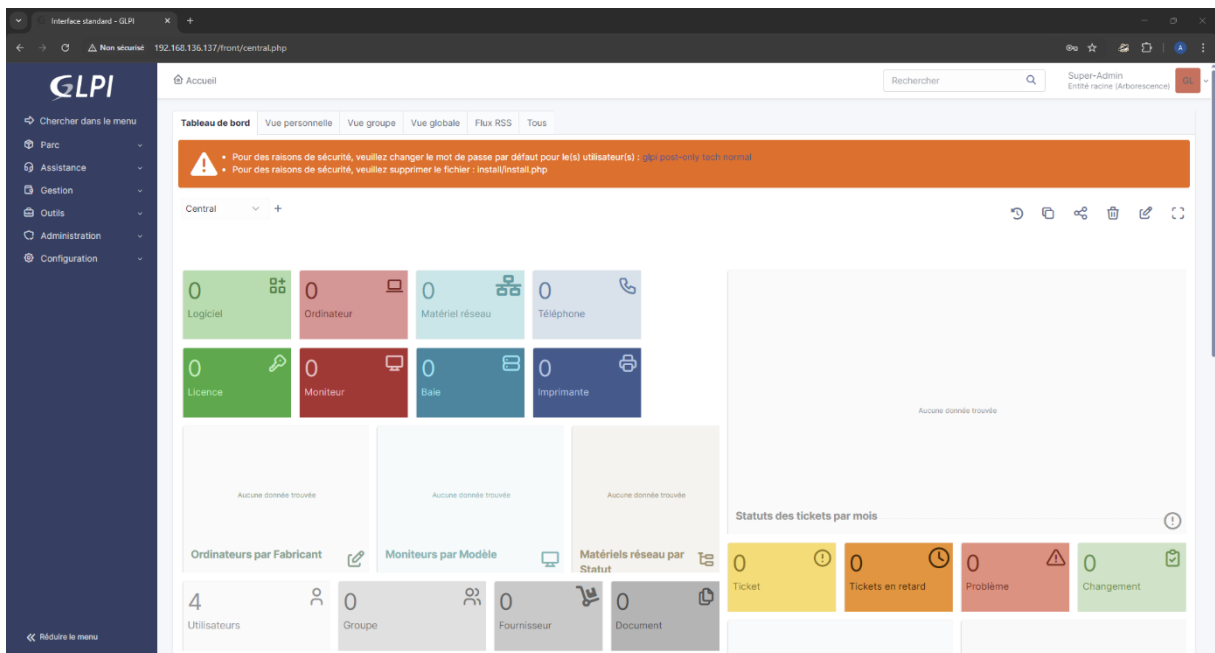 Interface standard - GLPI
Non sécurisé 192.168.136.137/front/central.php
A
GLPI
Chercher dans le menu
Parc
Assistance
Gestion
Outils
Administration
Configuration
Réduire le menu
Accueil
Rechercher
Super-Admin
Entité racine (Arborescence)
GL
Tableau de bord Vue personnelle Vue groupe Vue globale Flux RSS Tous
Pour des raisons de sécurité, veuillez changer le mot de passe par défaut pour le(s) utilisateur(s) : glpi post-only tech normal
Pour des raisons de sécurité, veuillez supprimer le fichier : install/install.php
Central
0
Logiciel
0
Ordinateur
0
Matériel réseau
0
Téléphone
0
Licence
0
Moniteur
0
Baie
0
Imprimante
Aucune donnée trouvée
Statuts des tickets par mois
Aucune donnée trouvée
Ordinateurs par Fabricant
Aucune donnée trouvée
Moniteurs par Modèle
Aucune donnée trouvée
Matériels réseau par
Statut
0
Ticket
0
Tickets en retard
0
Problème
0
Changement
4
Utilisateurs
0
Groupe
0
Fournisseur
0
Document